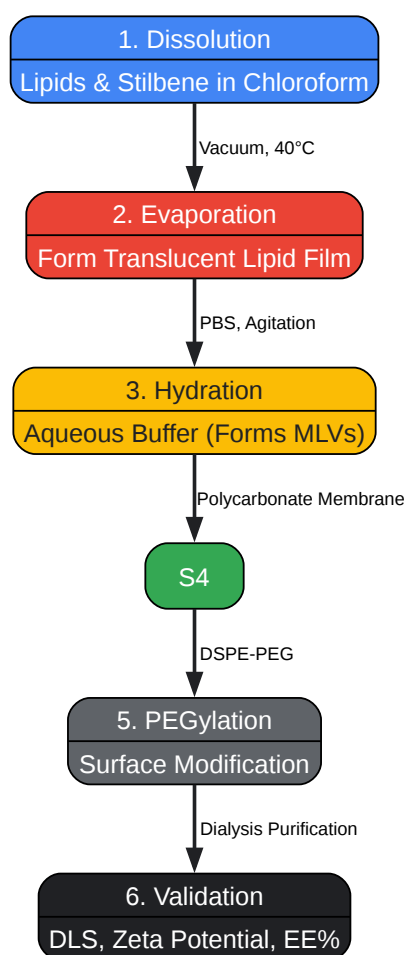 1. Dissolution
Lipids & Stilbene in Chloroform
Vacuum, 40°C
2. Evaporation
Form Translucent Lipid Film
PBS, Agitation
3. Hydration
Aqueous Buffer (Forms MLVs)
Polycarbonate Membrane
S4
DSPE-PEG
5. PEGylation
Surface Modification
Dialysis Purification
6. Validation
DLS, Zeta Potential, EE%